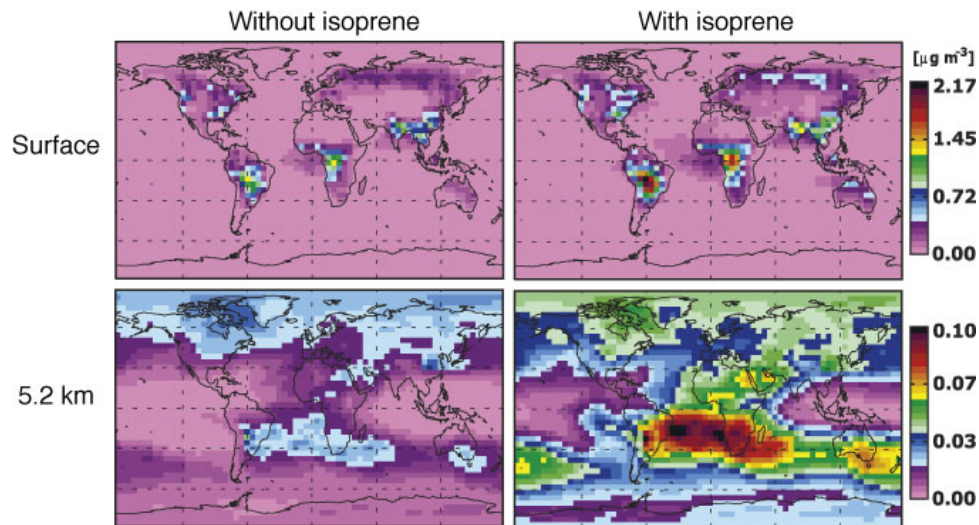 Without isoprene
With isoprene
[μg m⁻³]
Surface
2.17
1.45
0.72
0.00
5.2 km
0.10
0.07
0.03
0.00